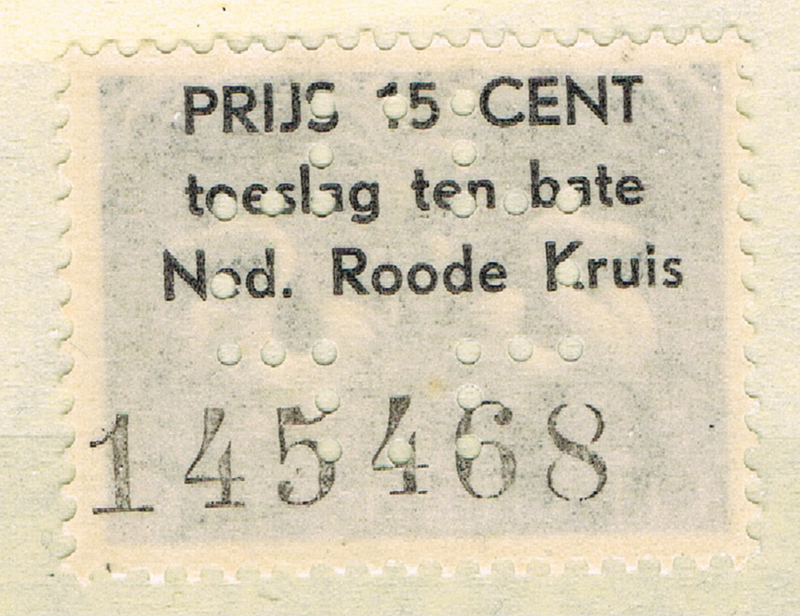 PRIJS 15 CENT
toeslag ten bate
Ned. Roode Kruis
145468